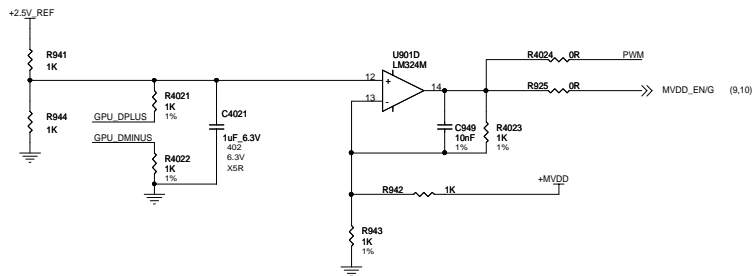 +2.5V_REF
R941
1K
R944
1K
GPU_DPLUS
R4021
1K
1%
GPU_DMINUS
R4022
1K
1%
C4021
1uF_6.3V
402
6.3V
X5R
U901D
LM324M
12
+
13
-
14
R4024
0R
PWM
R925
0R
MVDD_EN/G
(9,10)
C949
10nF
1%
R4023
1K
1%
R942
1K
+MVDD
R943
1K
1%